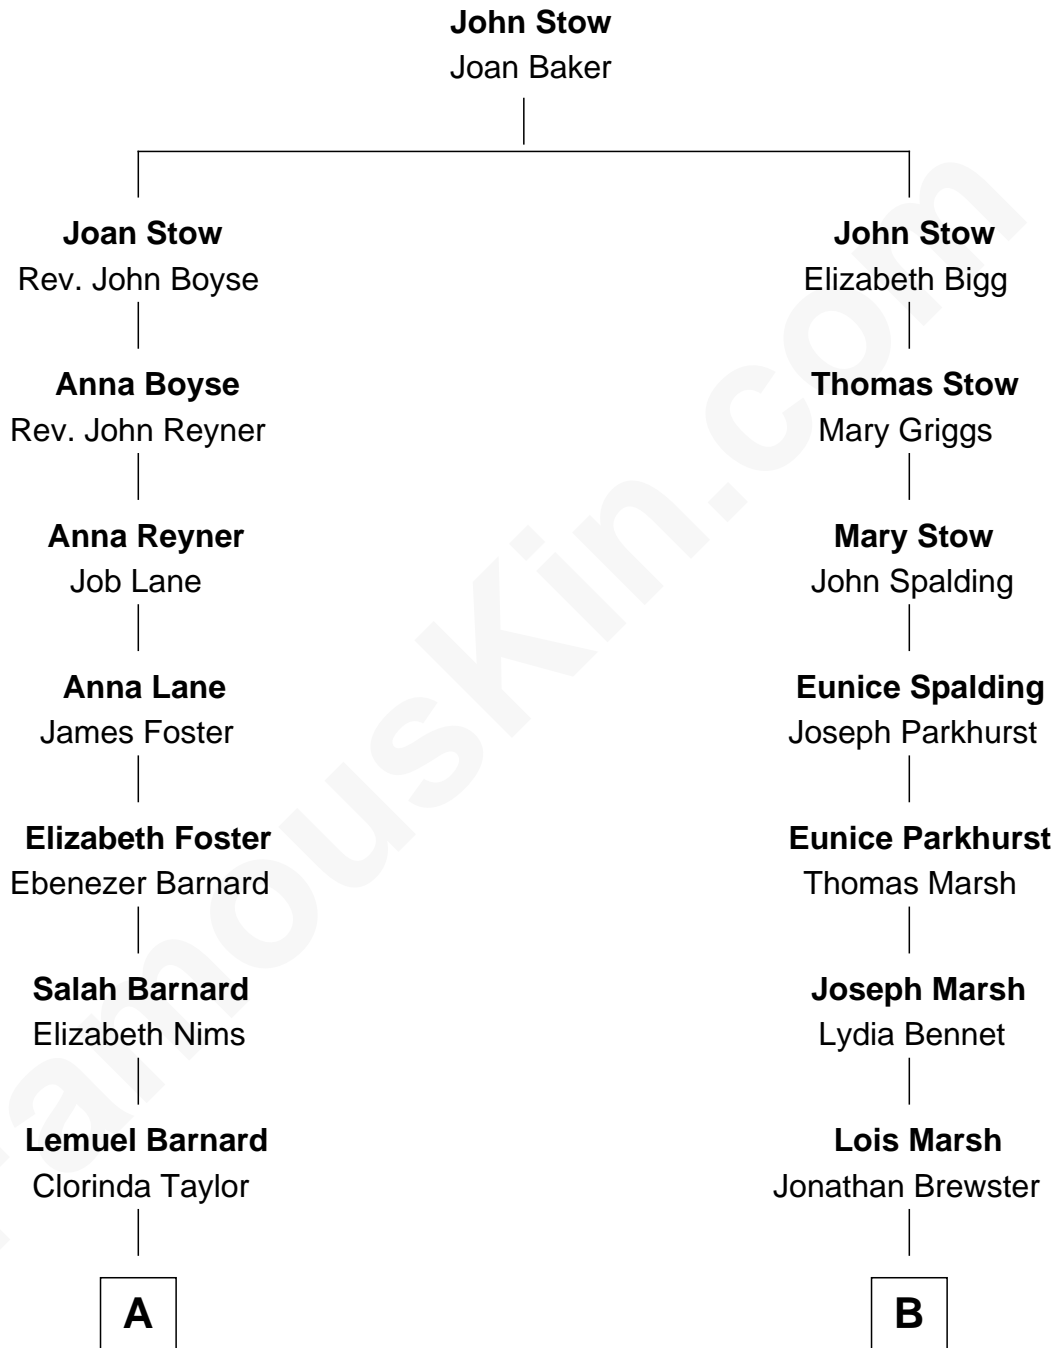 John Stow
Joan Baker
Joan Stow
Rev. John Boyse
Anna Boyse
Rev. John Reyner
Anna Reyner
Job Lane
Anna Lane
James Foster
Elizabeth Foster
Ebenezer Barnard
Salah Barnard
Elizabeth Nims
Lemuel Barnard
Clorinda Taylor
A
John Stow
Elizabeth Bigg
Thomas Stow
Mary Griggs
Mary Stow
John Spalding
Eunice Spalding
Joseph Parkhurst
Eunice Parkhurst
Thomas Marsh
Joseph Marsh
Lydia Bennet
Lois Marsh
Jonathan Brewster
B
FamousKin.com